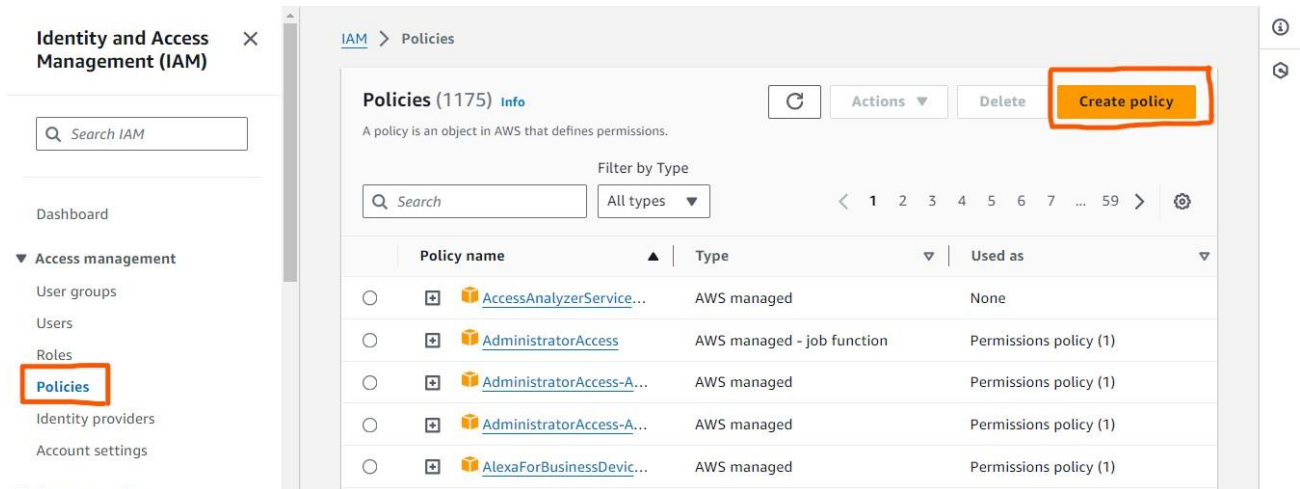 Identity and Access
Management (IAM)
Search IAM
Dashboard
Access management
User groups
Users
Roles
Policies
Identity providers
Account settings
IAM > Policies
Policies (1175) Info
Actions
Delete
Create policy
A policy is an object in AWS that defines permissions.
Filter by Type
Search
All types
1 2 3 4 5 6 7 ... 59
Policy name Type Used as
AccessAnalyzerService... AWS managed None
AdministratorAccess AWS managed - job function Permissions policy (1)
AdministratorAccess-A... AWS managed Permissions policy (1)
AdministratorAccess-A... AWS managed Permissions policy (1)
AlexaForBusinessDevic... AWS managed Permissions policy (1)